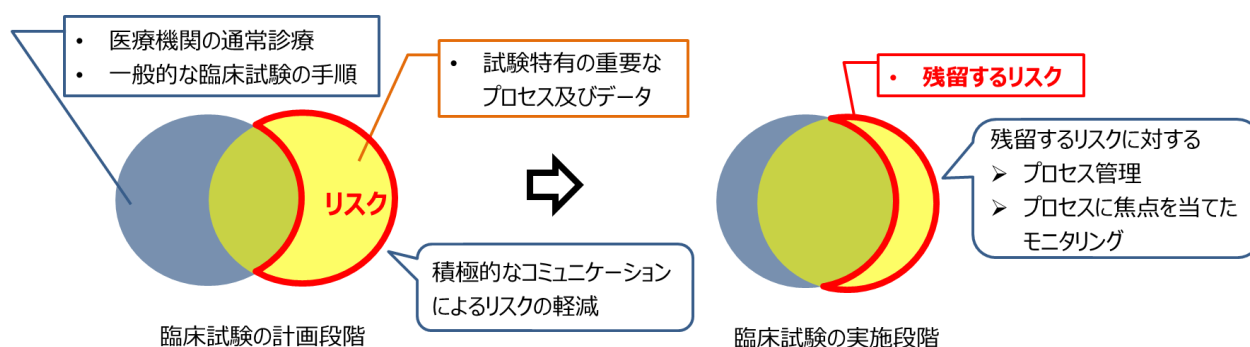 • 医療機関の通常診療
• 一般的な臨床試験の手順
• 試験特有の重要な
プロセス及びデータ
リスク
積極的なコミュニケーション
によるリスクの軽減
臨床試験の計画段階
• 残留するリスク
残留するリスクに対する
➢ プロセス管理
➢ プロセスに焦点を当てた
モニタリング
臨床試験の実施段階